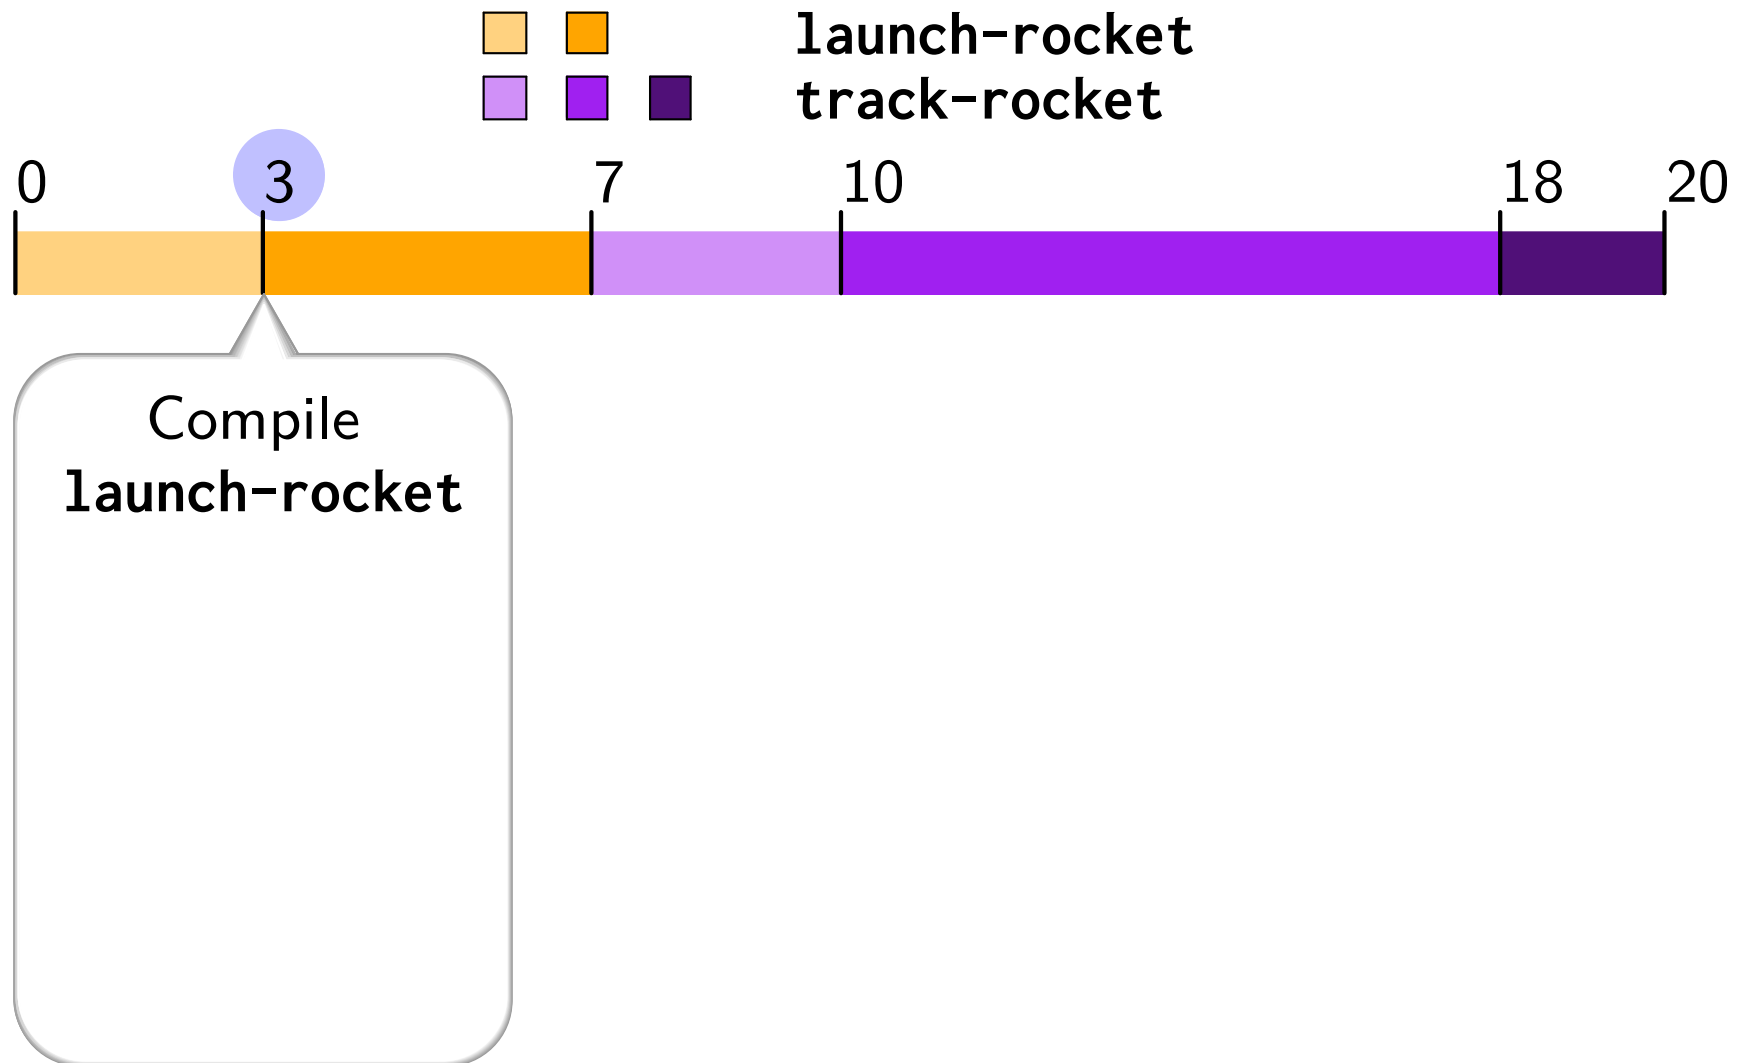 launch-rocket
track-rocket
0 3 7 10 18 20
Compile
launch-rocket